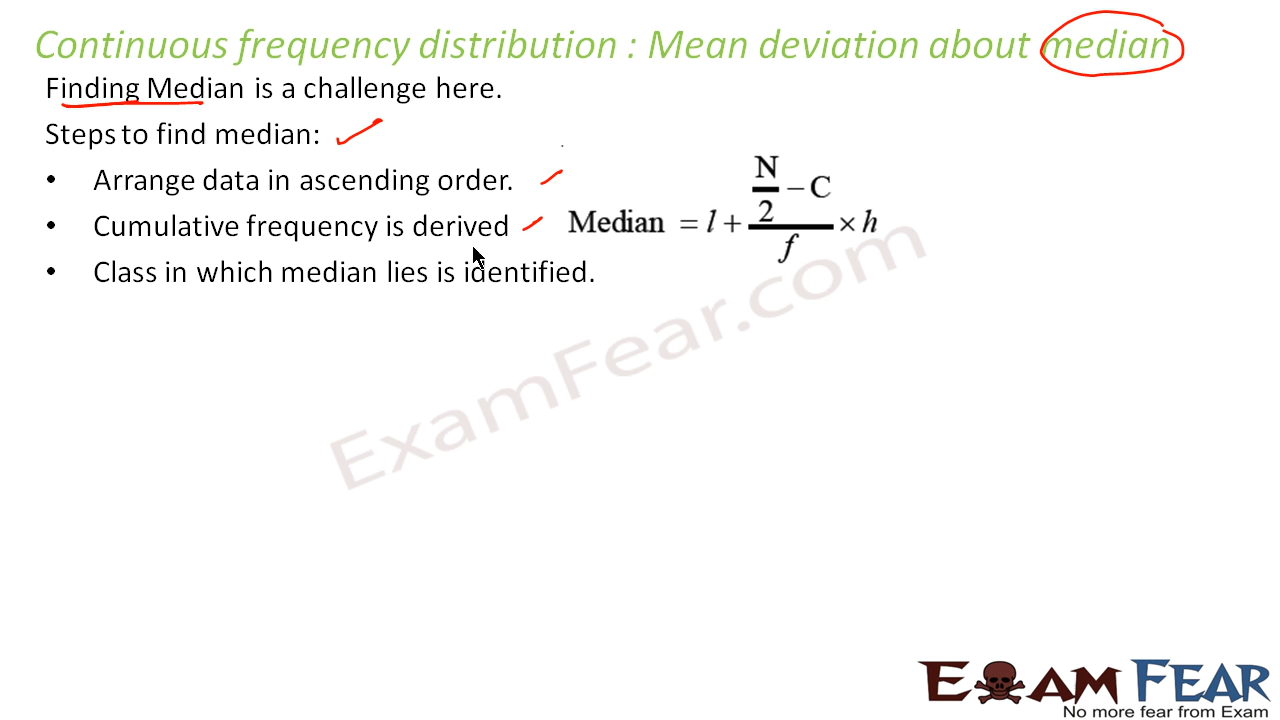 Continuous frequency distribution : Mean deviation about median
Finding Median is a challenge here.
Steps to find median:
• Arrange data in ascending order.
• Cumulative frequency is derived
• Class in which median lies is identified.
Median = l + (N/2 – C)/f × h
ExamFear.com
EXAM FEAR
No more fear from Exam